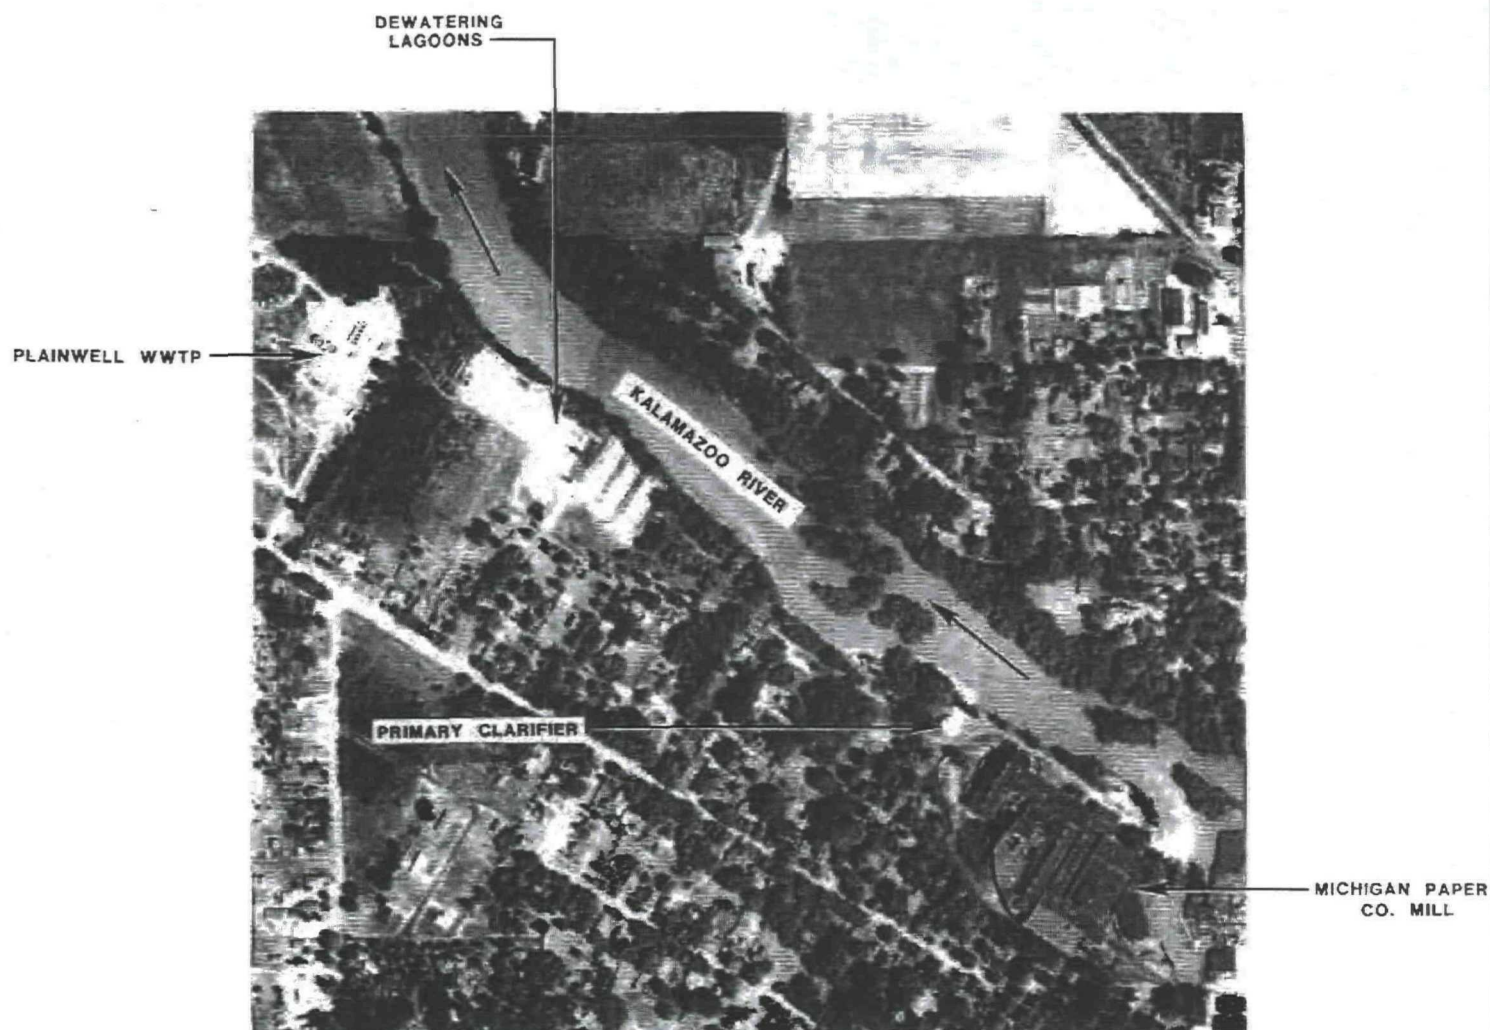 DEWATERING
LAGOONS
PLAINWELL WWTP
KALAMAZOO RIVER
PRIMARY CLARIFIER
MICHIGAN PAPER
CO. MILL